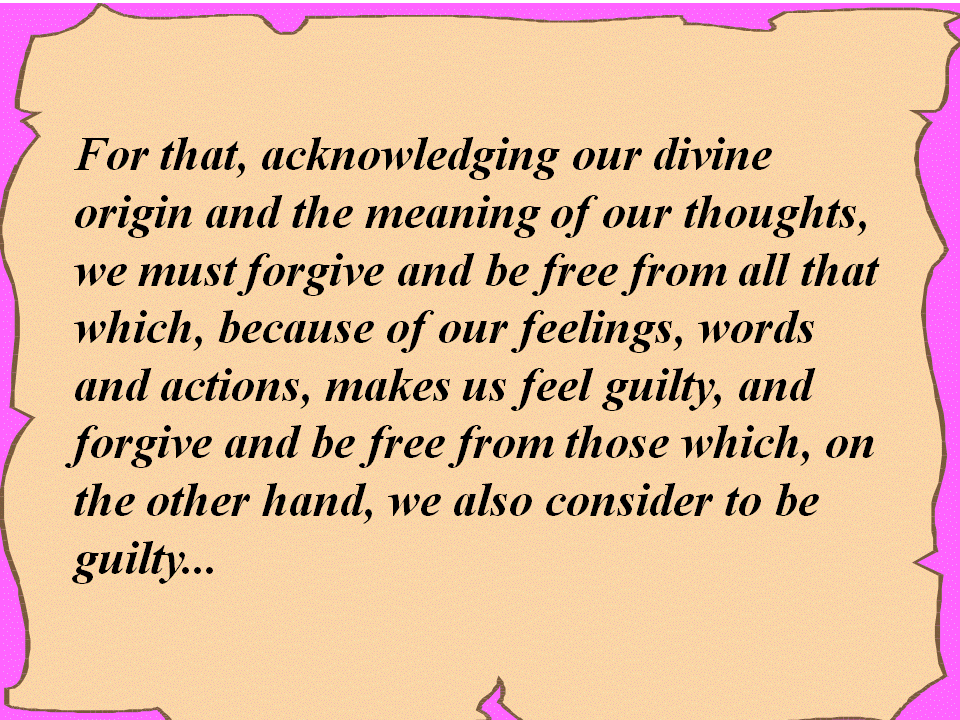 For that, acknowledging our divine
origin and the meaning of our thoughts,
we must forgive and be free from all that
which, because of our feelings, words
and actions, makes us feel guilty, and
forgive and be free from those which, on
the other hand, we also consider to be
guilty...